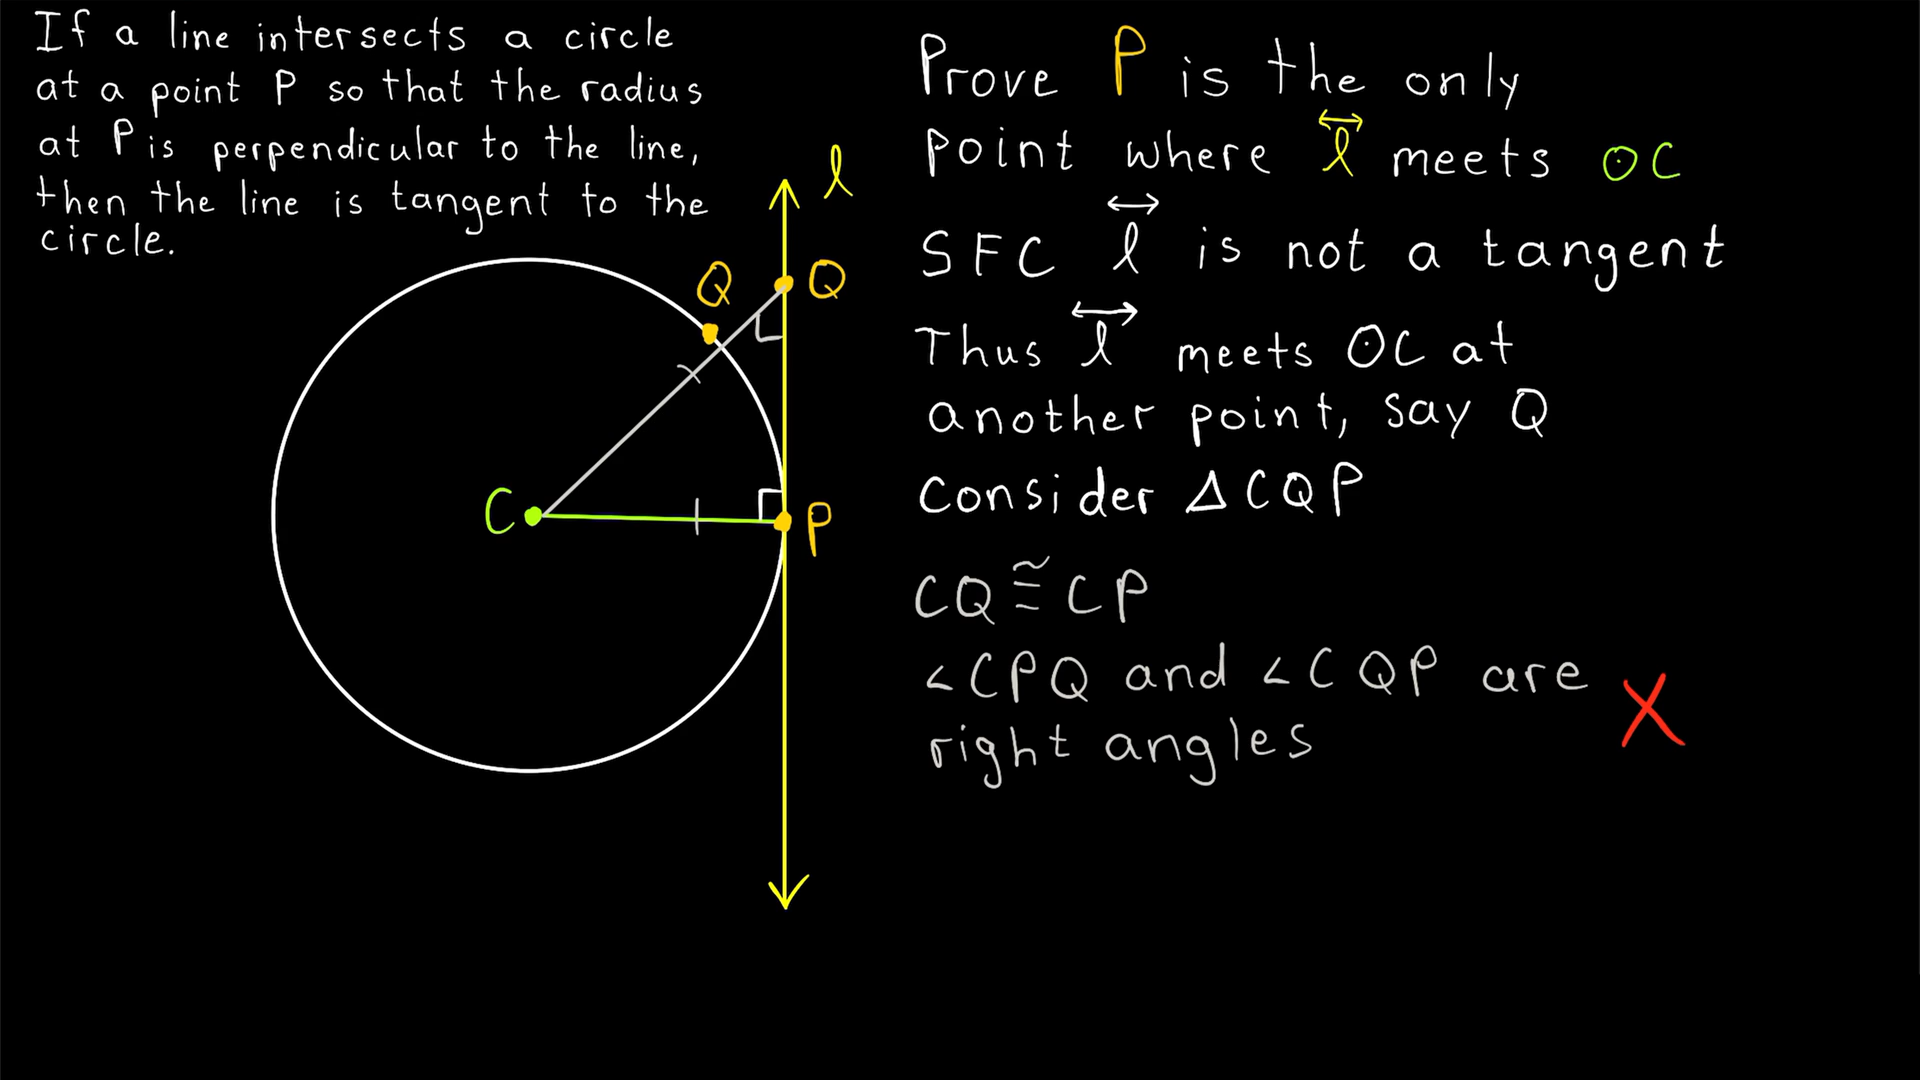 If a line intersects a circle
at a point P so that the radius
at P is perpendicular to the line,
then the line is tangent to the
circle.
l
Q Q
C P
Prove P is the only
point where l meets ⊙C
SFC l is not a tangent
Thus l meets ⊙C at
another point, say Q
Consider △CQP
CQ ≅ CP
∠CPQ and ∠CQP are
right angles
X